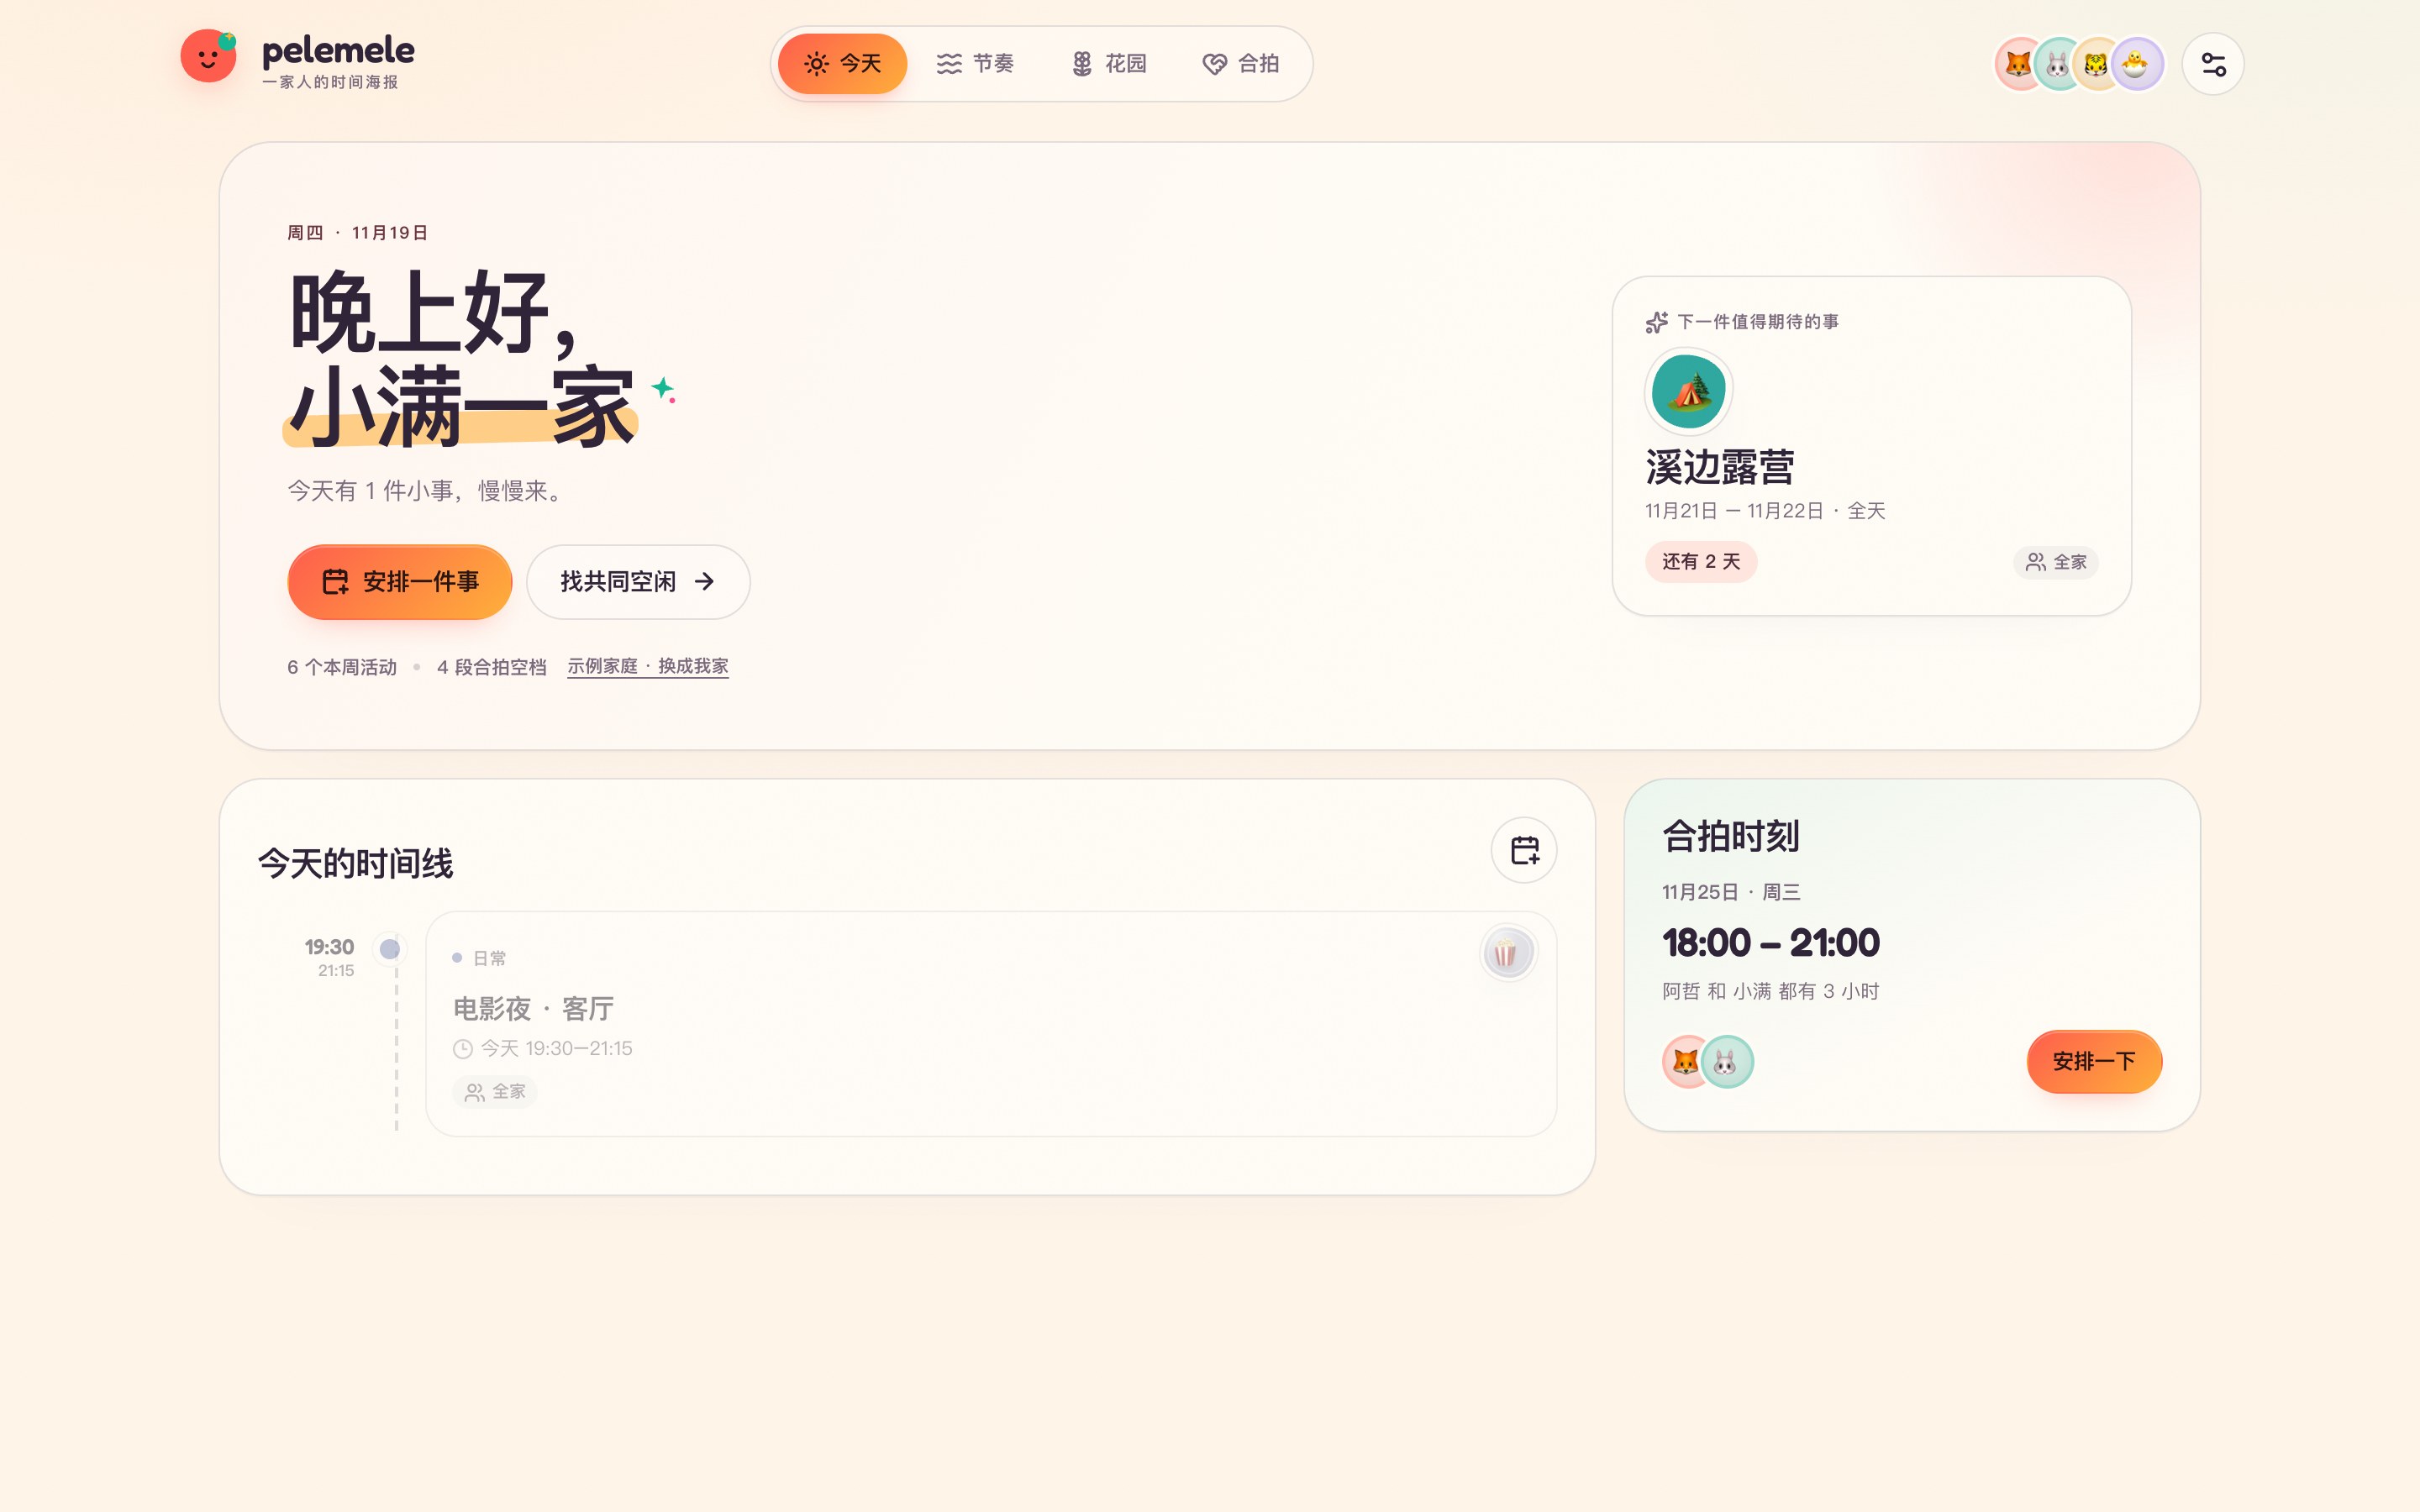 pelemele
一家人的时间海报
今天
节奏
花园
合拍
周四 · 11月19日
晚上好，
小满一家
今天有 1 件小事，慢慢来。
安排一件事
找共同空闲
6 个本周活动
4 段合拍空档
示例家庭 · 换成我家
下一件值得期待的事
溪边露营
11月21日 — 11月22日 · 全天
还有 2 天
全家
今天的时间线
19:30
21:15
日常
电影夜 · 客厅
今天 19:30—21:15
全家
合拍时刻
11月25日 · 周三
18:00 – 21:00
阿哲 和 小满 都有 3 小时
安排一下